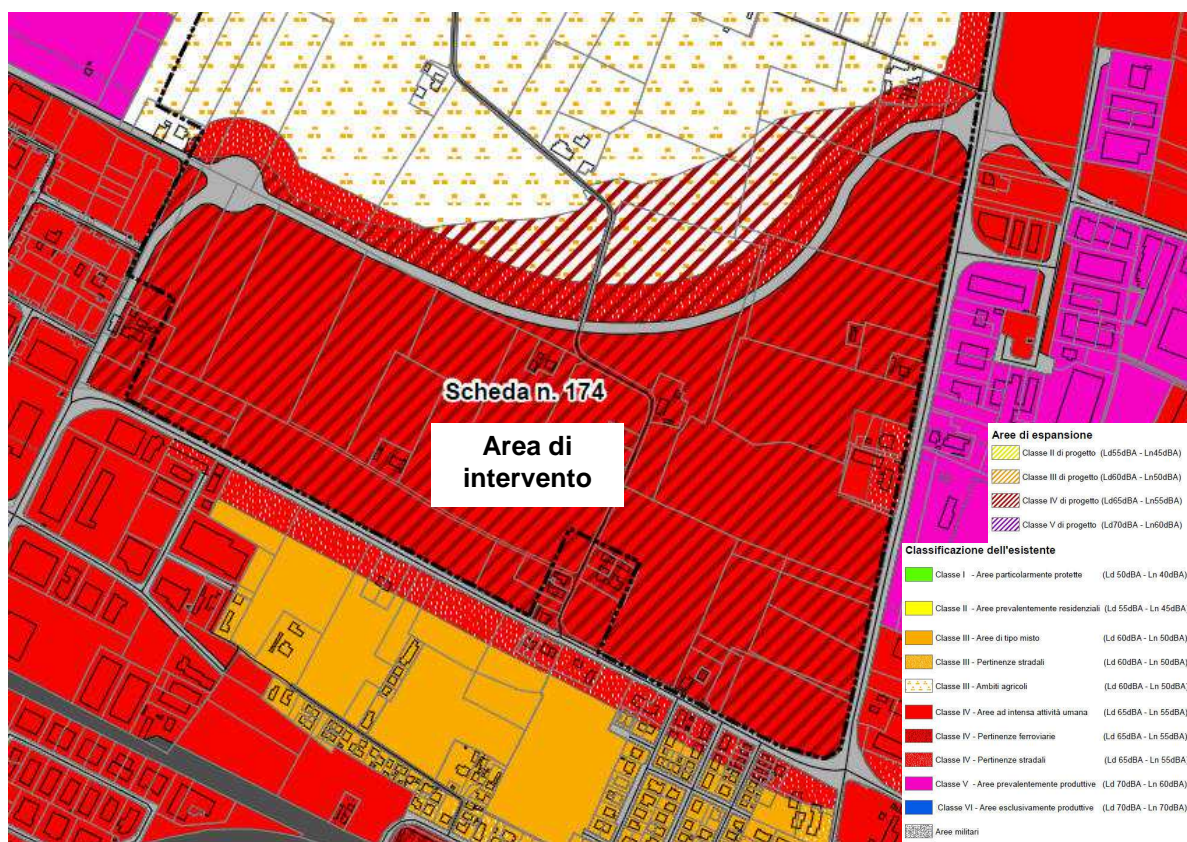 Scheda n. 174
Area di
intervento
Aree di espansione
Classe II di progetto (Ld55dBA - Ln45dBA)
Classe III di progetto (Ld60dBA - Ln50dBA)
Classe IV di progetto (Ld65dBA - Ln55dBA)
Classe V di progetto (Ld70dBA - Ln60dBA)
Classificazione dell'esistente
Classe I - Aree particolarmente protette (Ld 50dBA - Ln 40dBA)
Classe II - Aree prevalentemente residenziali (Ld 55dBA - Ln 45dBA)
Classe III - Aree di tipo misto (Ld 60dBA - Ln 50dBA)
Classe III - Pertinenze stradali (Ld 60dBA - Ln 50dBA)
Classe III - Ambiti agricoli (Ld 60dBA - Ln 50dBA)
Classe IV - Aree ad intensa attività umana (Ld 65dBA - Ln 55dBA)
Classe IV - Pertinenze ferroviarie (Ld 65dBA - Ln 55dBA)
Classe IV - Pertinenze stradali (Ld 65dBA - Ln 55dBA)
Classe V - Aree prevalentemente produttive (Ld 70dBA - Ln 60dBA)
Classe VI - Aree esclusivamente produttive (Ld 70dBA - Ln 70dBA)
Aree militari